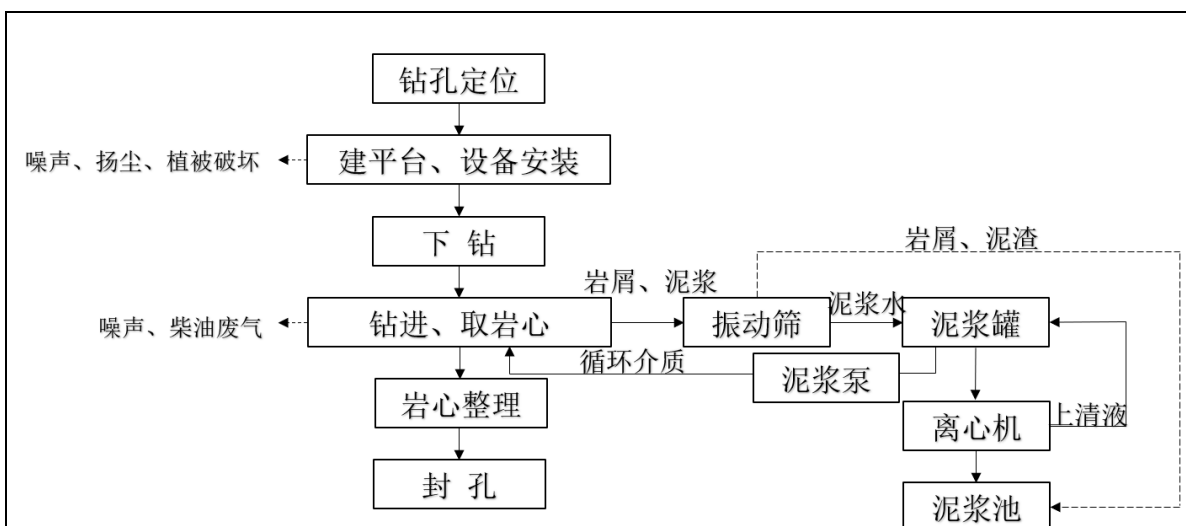 钻孔定位
噪声、扬尘、植被破坏
建平台、设备安装
下 钻
岩屑、泥渣
岩屑、泥浆
噪声、柴油废气
钻进、取岩心
振动筛
泥浆水
泥浆罐
循环介质
泥浆泵
岩心整理
离心机
上清液
封 孔
泥浆池